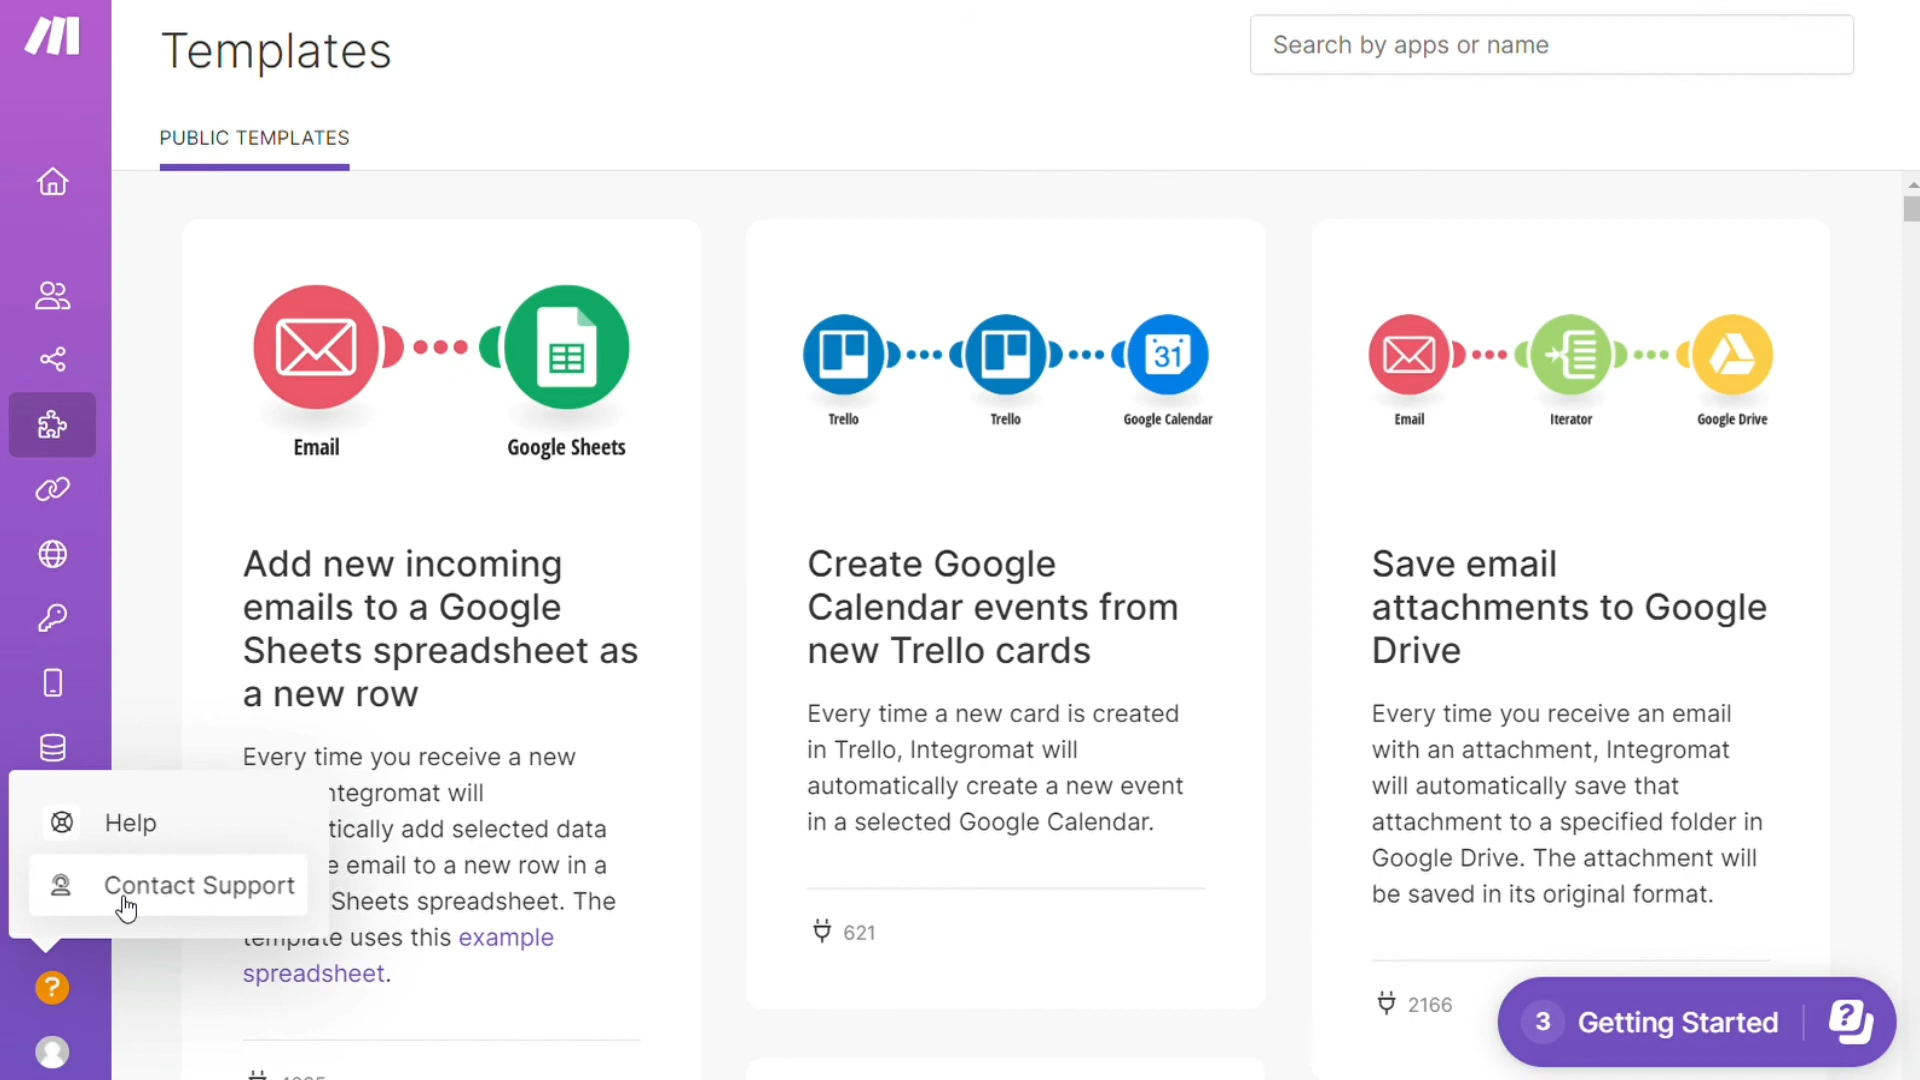 Templates
Search by apps or name
PUBLIC TEMPLATES
Email
Google Sheets
Add new incoming
emails to a Google
Sheets spreadsheet as
a new row
Every time you receive a new
ntegromat will
tically add selected data
e email to a new row in a
Sheets spreadsheet. The
template uses this example
spreadsheet.
Trello
Trello
31
Google Calendar
Create Google
Calendar events from
new Trello cards
Every time a new card is created
in Trello, Integromat will
automatically create a new event
in a selected Google Calendar.
621
Email
Iterator
Google Drive
Save email
attachments to Google
Drive
Every time you receive an email
with an attachment, Integromat
will automatically save that
attachment to a specified folder in
Google Drive. The attachment will
be saved in its original format.
2166
Help
Contact Support
?
3 Getting Started ?